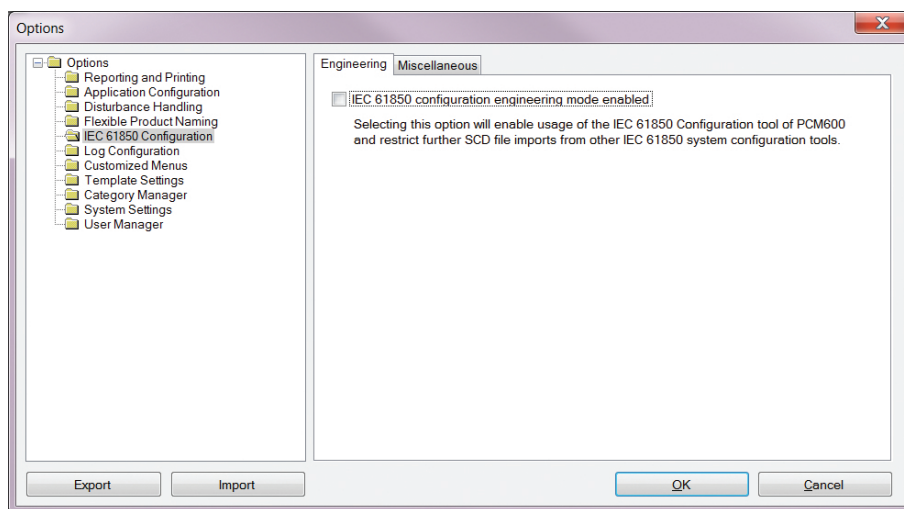 Options
Options
Reporting and Printing
Application Configuration
Disturbance Handling
Flexible Product Naming
IEC 61850 Configuration
Log Configuration
Customized Menus
Template Settings
Category Manager
System Settings
User Manager
Engineering
Miscellaneous
IEC 61850 configuration engineering mode enabled
Selecting this option will enable usage of the IEC 61850 Configuration tool of PCM600
and restrict further SCD file imports from other IEC 61850 system configuration tools.
Export
Import
OK
Cancel